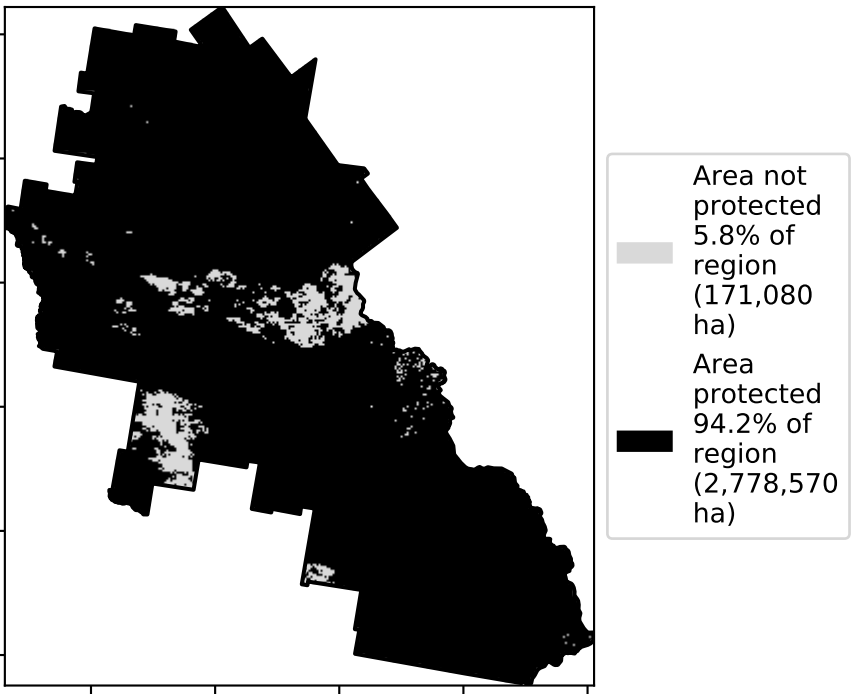 Area not
protected
5.8% of
region
(171,080
ha)
Area
protected
94.2% of
region
(2,778,570
ha)